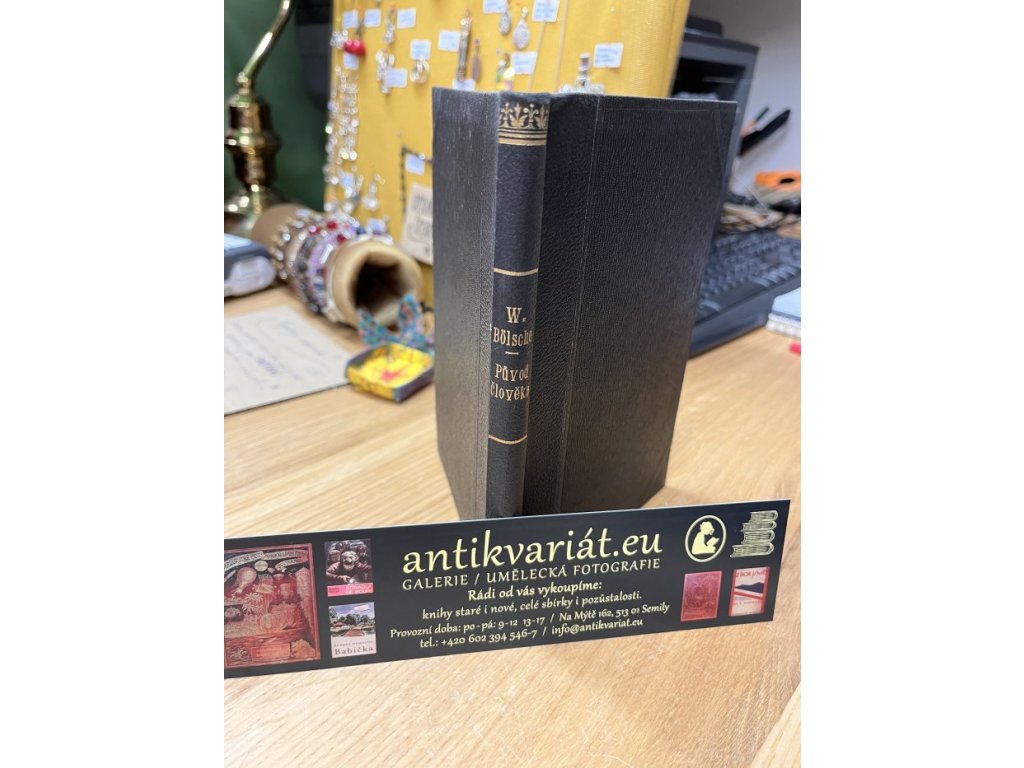 W.
Bölsche
Původ
člověka
antikvariát.eu
GALERIE / UMĚLECKÁ FOTOGRAFIE
Rádi od vás vykoupíme:
knihy staré i nové, celé sbírky i pozůstalosti.
Provozní doba: po - pá: 9-12 13-17 / Na Mýtě 162, 513 01 Semily
tel.: +420 602 394 546-7 / info@antikvariat.eu
Babička